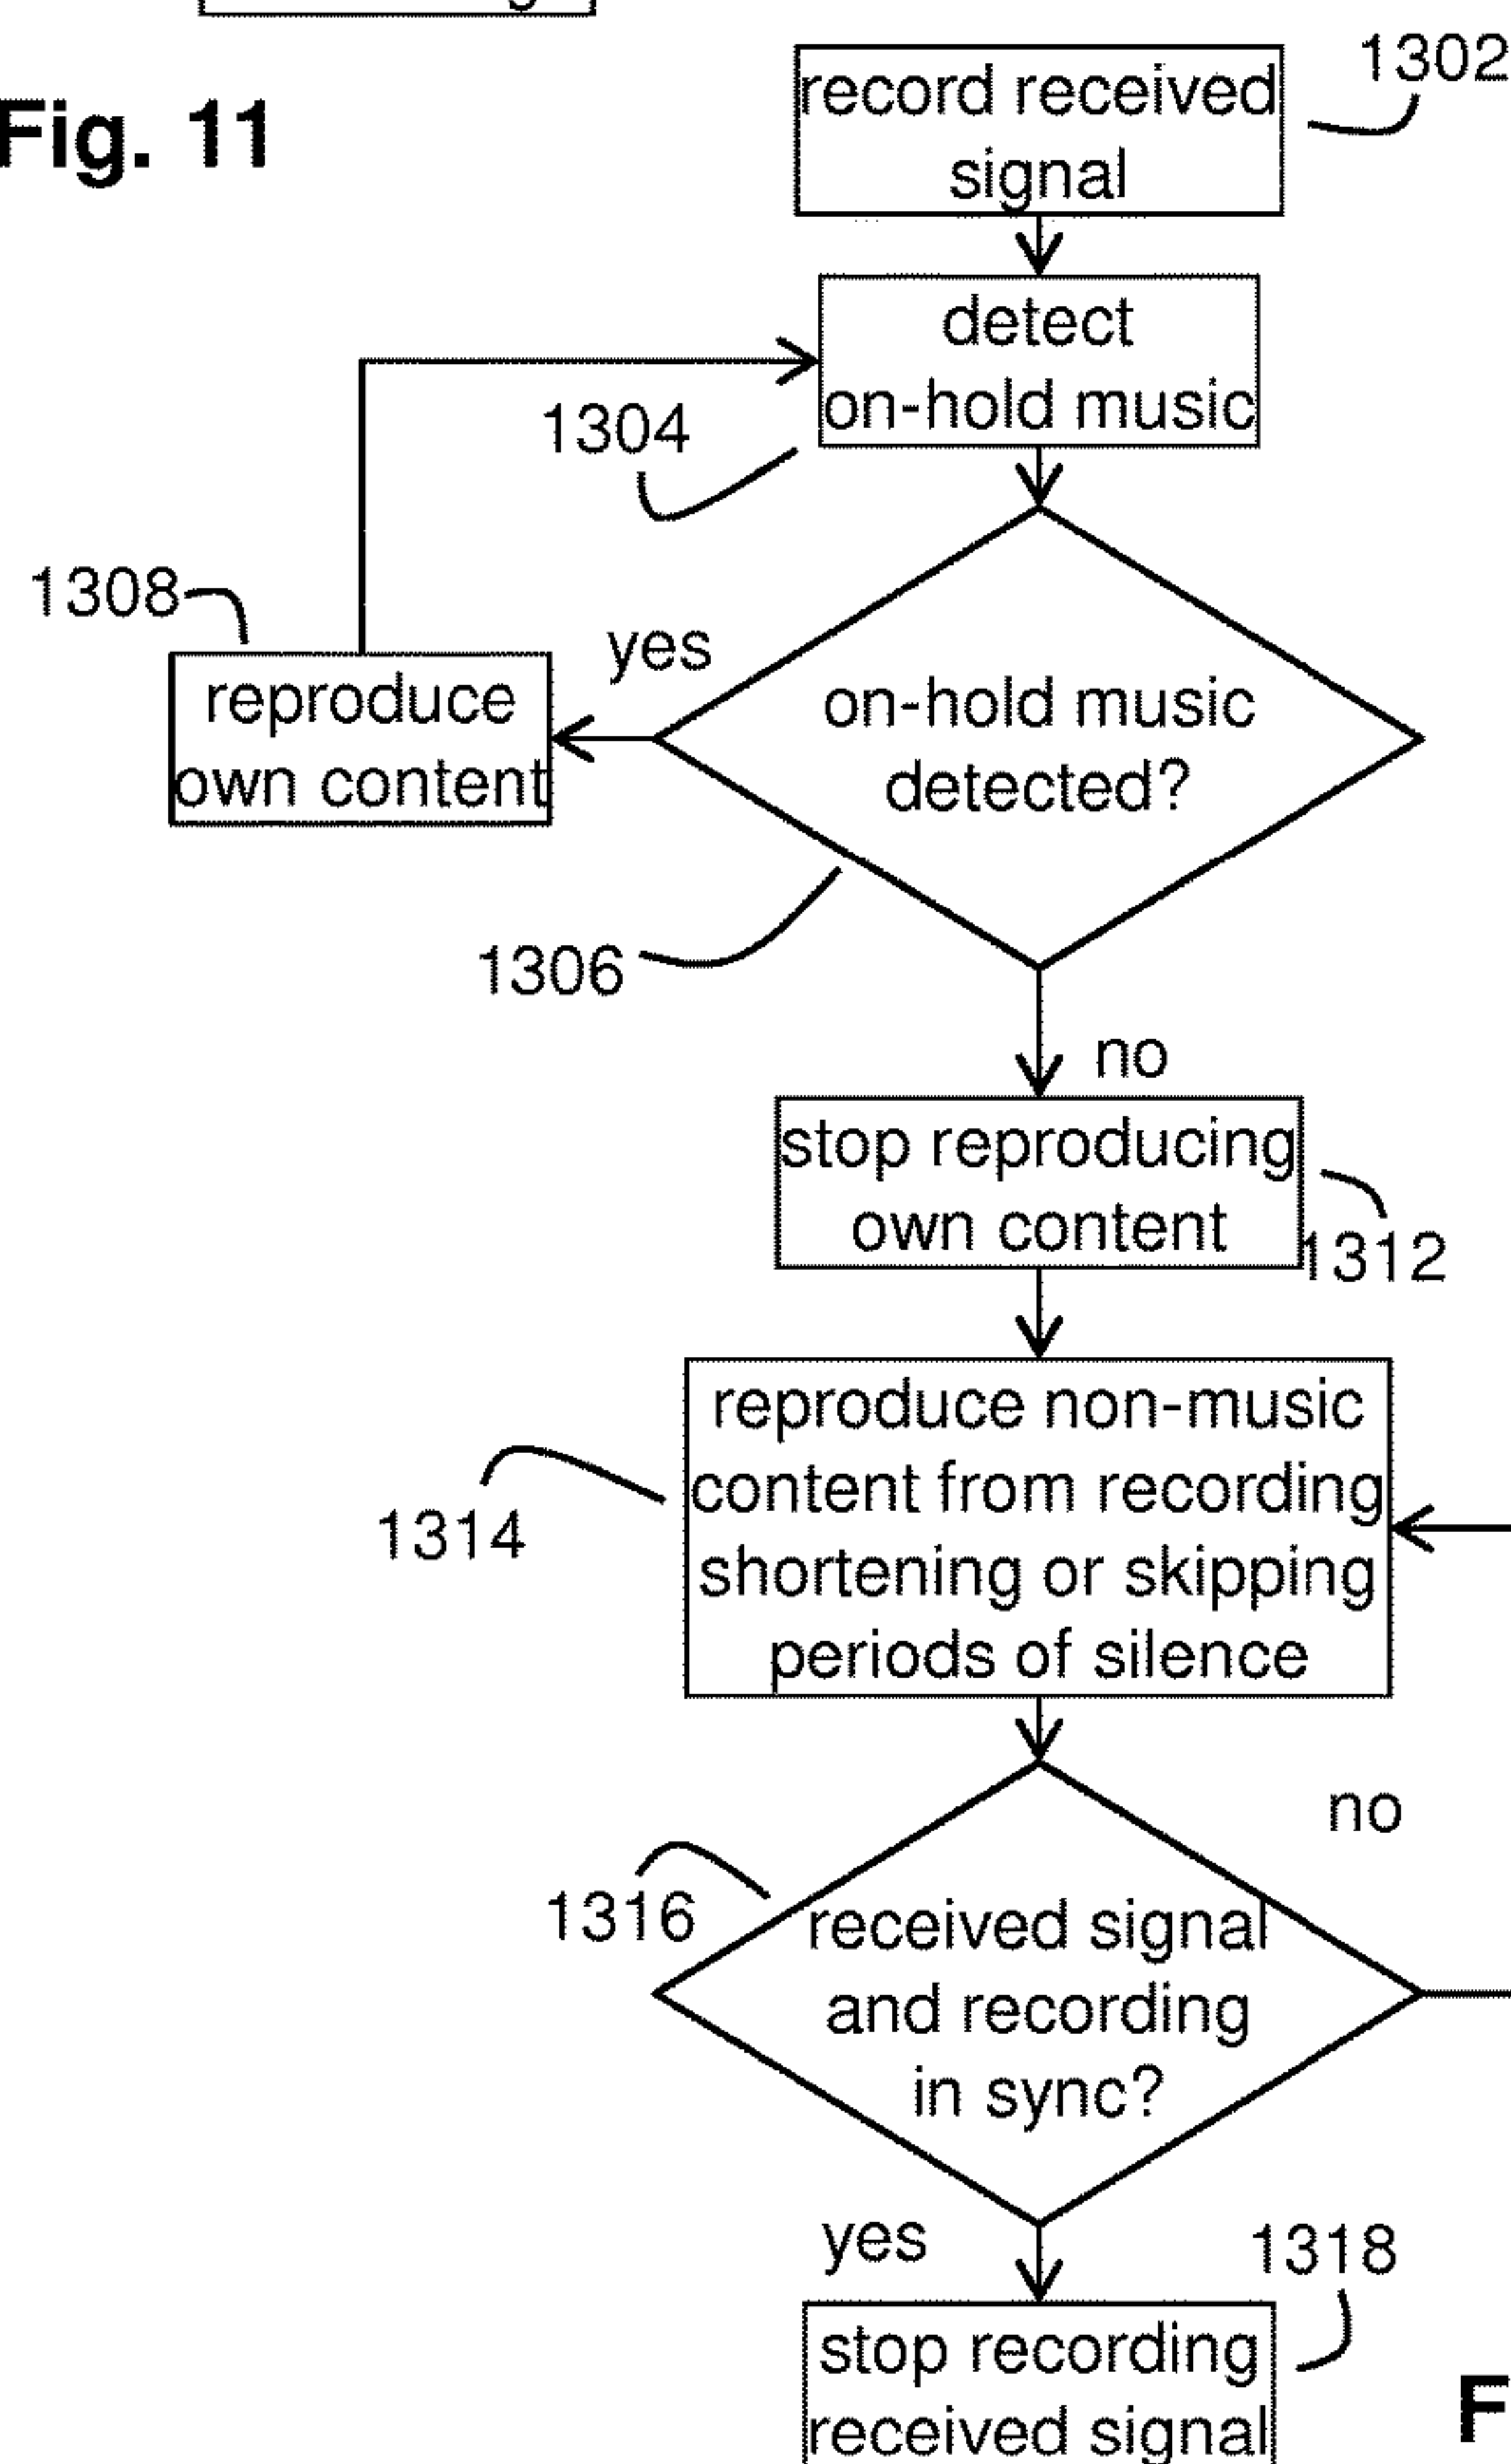 Fig. 11
1302
record received
signal
detect
on-hold music
1304
1308
yes
reproduce
own content
on-hold music
detected?
1306
no
stop reproducing
own content
1312
reproduce non-music
content from recording
shortening or skipping
periods of silence
1314
no
1316
received signal
and recording
in sync?
yes
1318
stop recording
received signal
F